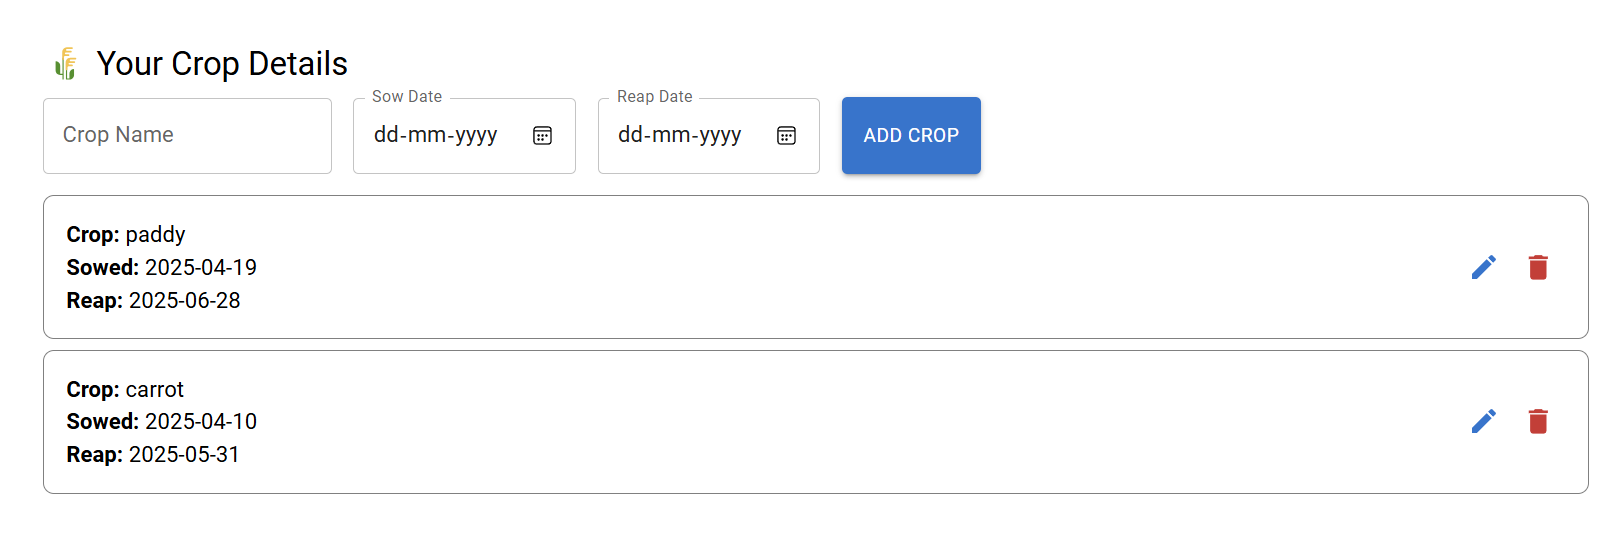 Your Crop Details
Crop Name
Sow Date
dd-mm-yyyy
Reap Date
dd-mm-yyyy
ADD CROP
Crop: paddy
Sowed: 2025-04-19
Reap: 2025-06-28
Crop: carrot
Sowed: 2025-04-10
Reap: 2025-05-31